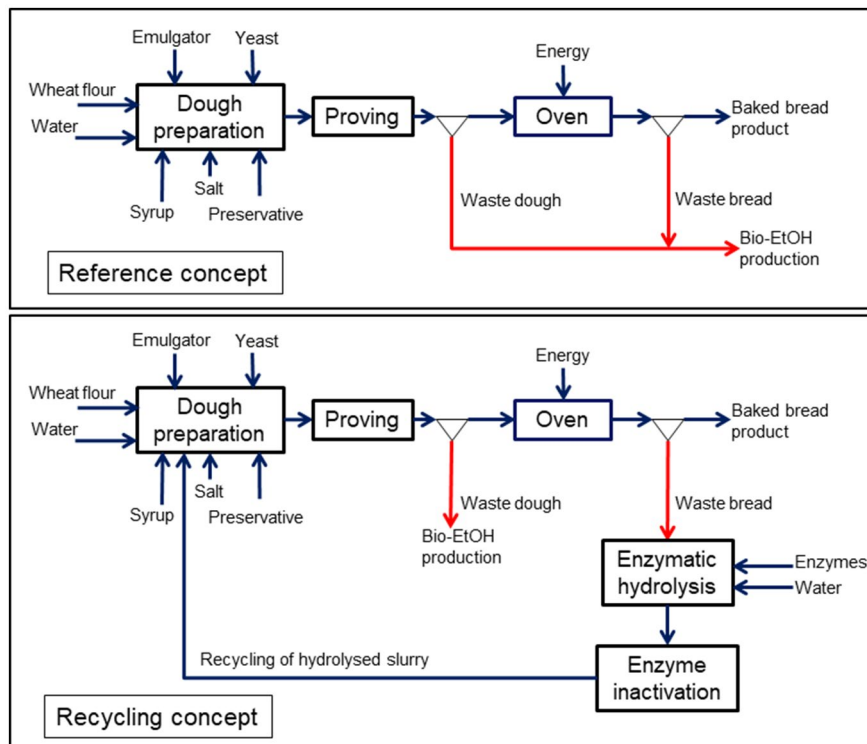 Emulgator
Yeast
Energy
Wheat flour
Water
Dough
preparation
Proving
Oven
Baked bread
product
Syrup
Salt
Preservative
Waste dough
Waste bread
Bio-EtOH
production
Reference concept
Emulgator
Yeast
Energy
Wheat flour
Water
Dough
preparation
Proving
Oven
Baked bread
product
Syrup
Salt
Preservative
Waste dough
Waste bread
Bio-EtOH
production
Enzymatic
hydrolysis
Enzymes
Water
Recycling of hydrolysed slurry
Enzyme
inactivation
Recycling concept